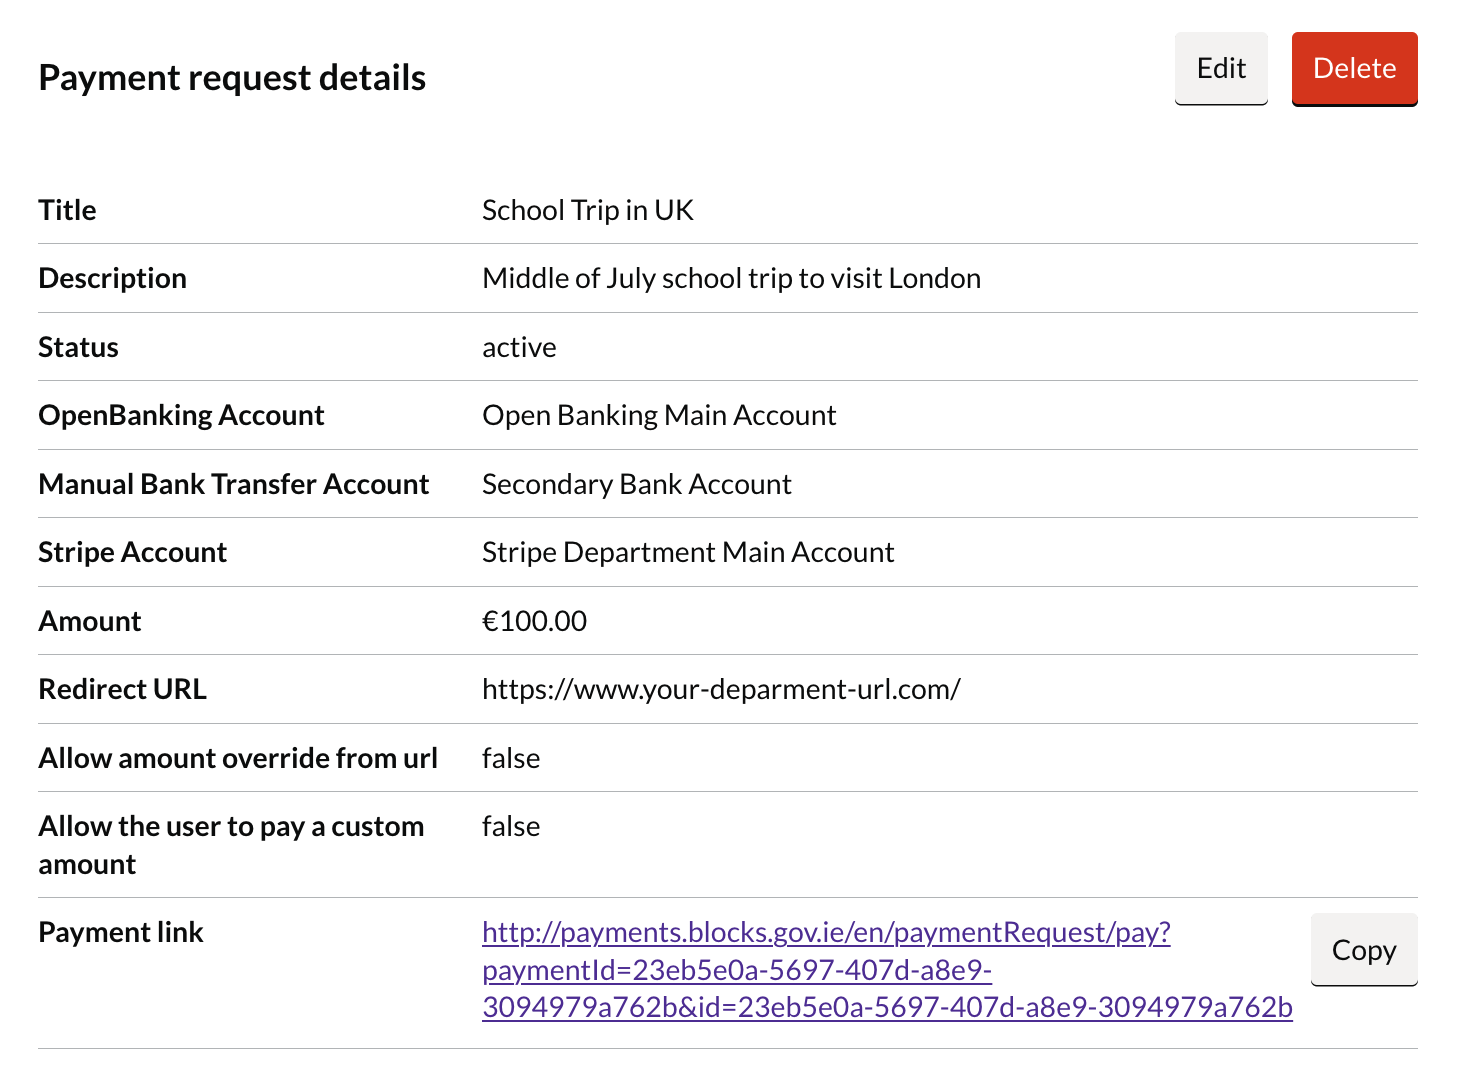 Payment request details
Edit
Delete
Title
School Trip in UK
Description
Middle of July school trip to visit London
Status
active
OpenBanking Account
Open Banking Main Account
Manual Bank Transfer Account
Secondary Bank Account
Stripe Account
Stripe Department Main Account
Amount
€100.00
Redirect URL
https://www.your-deparment-url.com/
Allow amount override from url
false
Allow the user to pay a custom
amount
false
Payment link
http://payments.blocks.gov.ie/en/paymentRequest/pay?
paymentId=23eb5e0a-5697-407d-a8e9-
3094979a762b&id=23eb5e0a-5697-407d-a8e9-3094979a762b
Copy